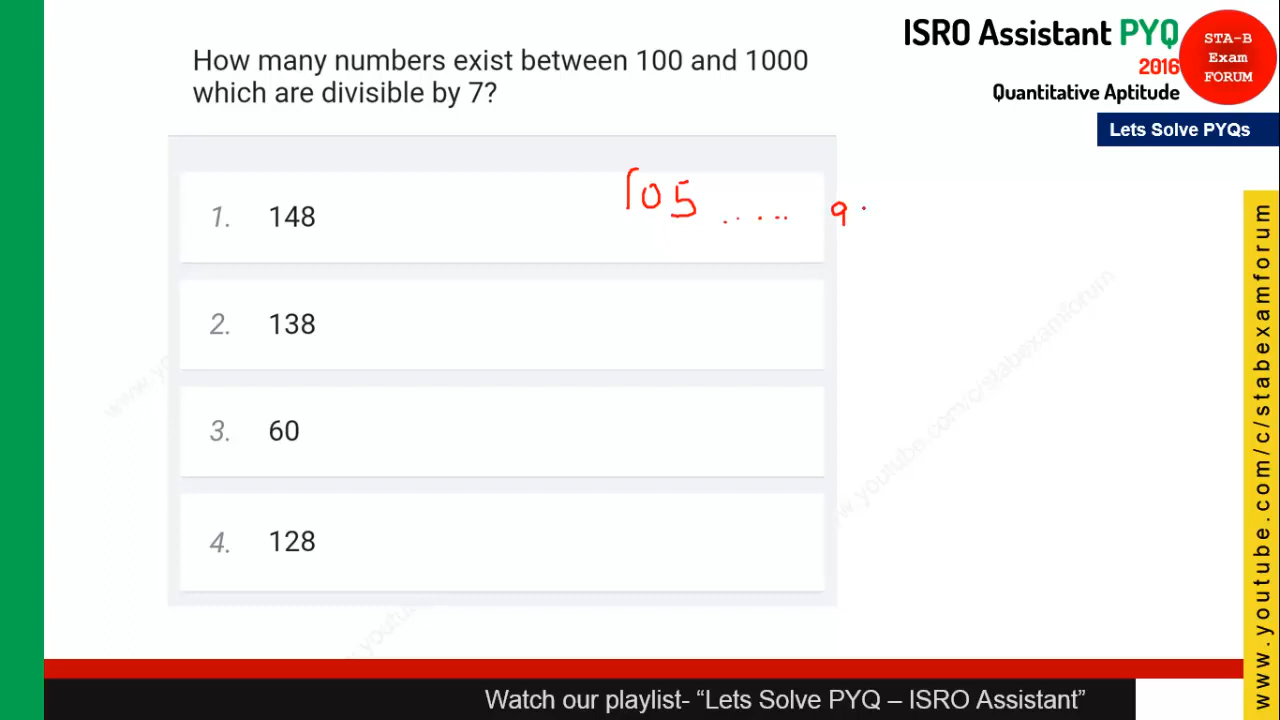 ISRO Assistant PYQ
2016
Quantitative Aptitude
STA-B
Exam
FORUM
Lets Solve PYQs
How many numbers exist between 100 and 1000
which are divisible by 7?
105 ..... 9.
1. 148
2. 138
3. 60
4. 128
www.youtube.com/c/stabexamforum
Watch our playlist- “Lets Solve PYQ – ISRO Assistant”